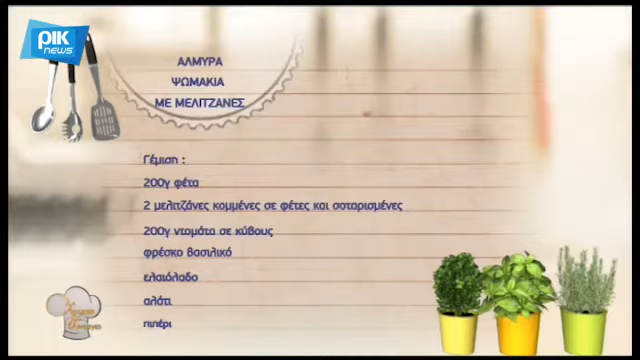 ΡΙΚ
news
ΑΛΜΥΡΑ
ΨΩΜΑΚΙΑ
ΜΕ ΜΕΛΙΤΖΑΝΕΣ
Γέμιση :
200γ φέτα
2 μελιτζάνες κομμένες σε φέτες και σοταρισμένες
200γ ντομάτα σε κύβους
φρέσκο βασιλικό
ελαιόλαδο
αλάτι
πιπέρι